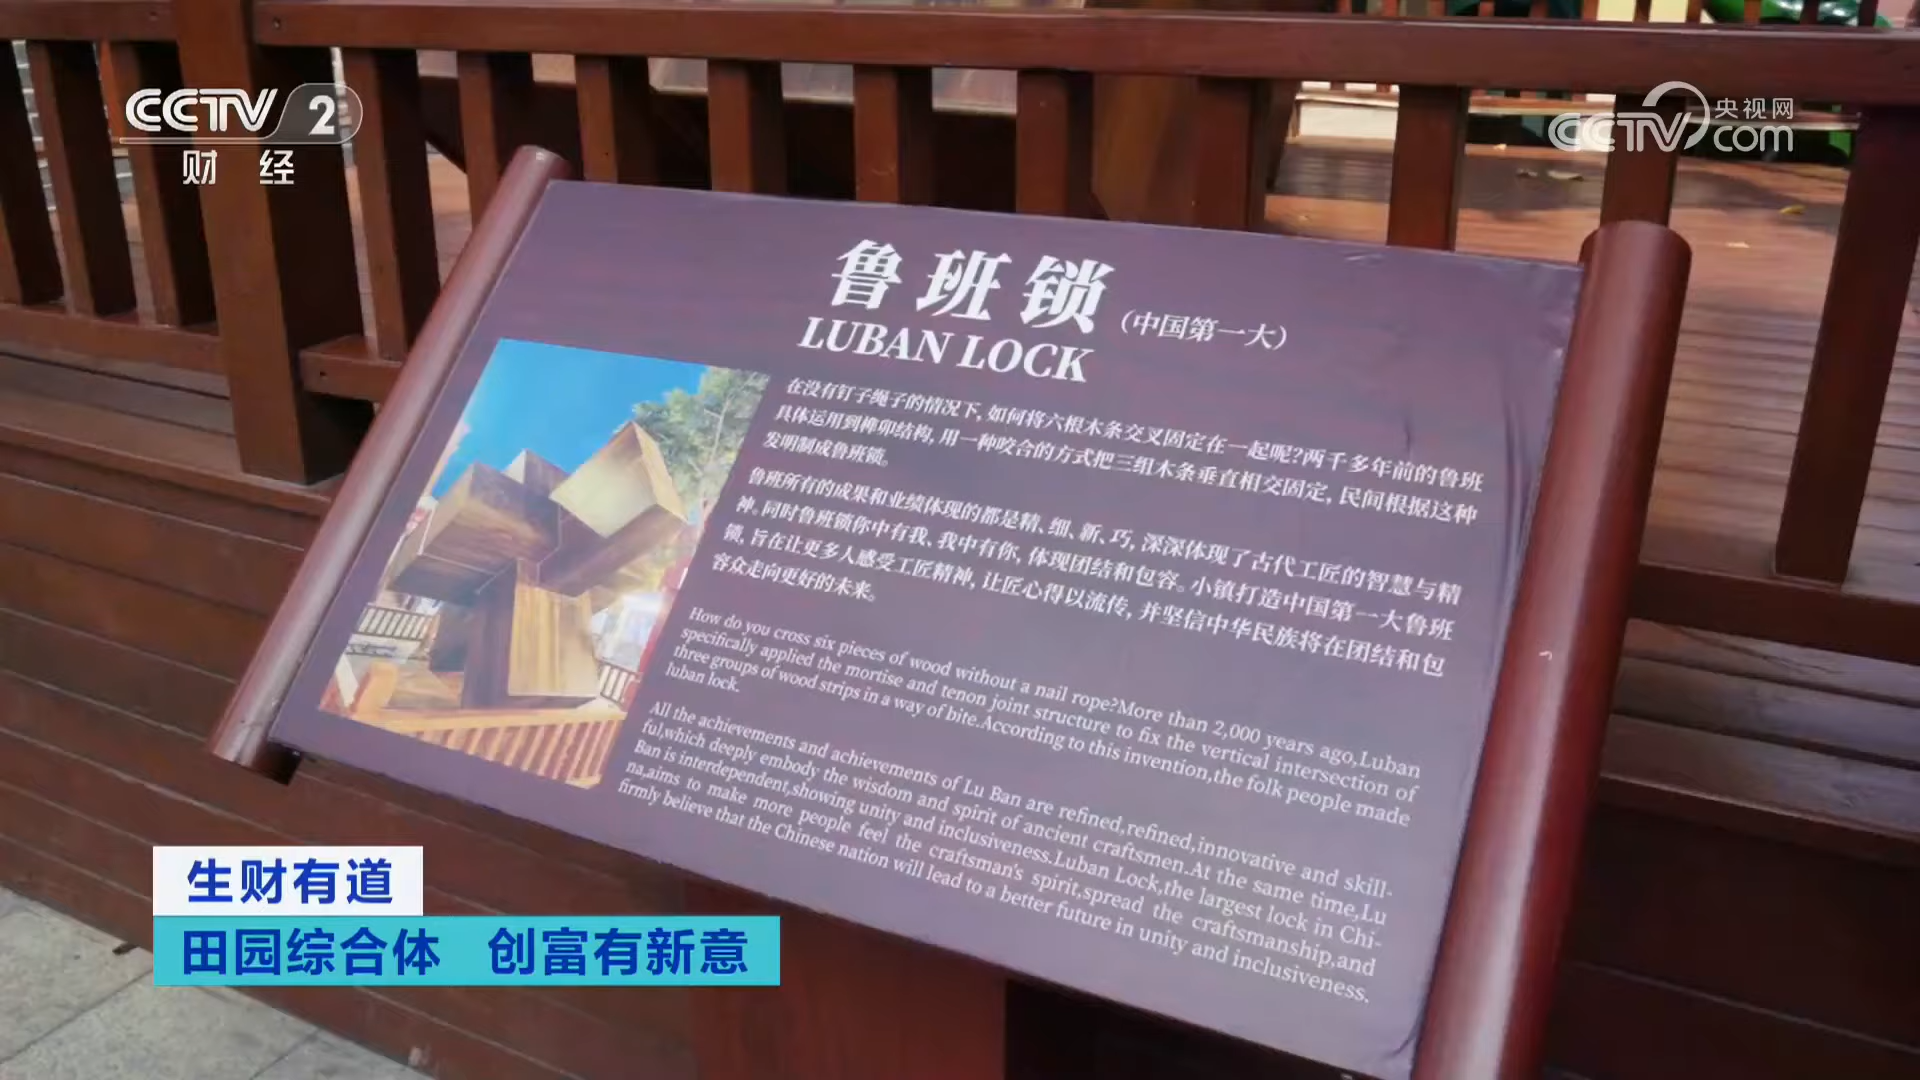 CCTV 2
财 经
央视网
CCTV.com
鲁班锁(中国第一大)
LUBAN LOCK
在没有钉子绳子的情况下,如何将六根木条交叉固定在一起呢?两千多年前的鲁班
具体运用到榫卯结构,用一种咬合的方式把三组木条垂直相交固定,民间根据这种
发明制成鲁班锁。
鲁班所有的成果和业绩体现的都是精、细、新、巧,深深体现了古代工匠的智慧与精
神。同时鲁班锁你中有我、我中有你,体现团结和包容。小镇打造中国第一大鲁班
锁,旨在让更多人感受工匠精神,让匠心得以流传,并坚信中华民族将在团结和包
容众走向更好的未来。
How do you cross six pieces of wood without a nail rope?More than 2,000 years ago,Luban
specifically applied the mortise and tenon joint structure to fix the vertical intersection of
three groups of wood strips in a way of bite.According to this invention,the folk people made
luban lock.
All the achievements and achievements of Lu Ban are refined,refined,innovative and skill-
ful,which deeply embody the wisdom and spirit of ancient craftsmen.At the same time,Lu
Ban is interdependent,showing unity and inclusiveness.Luban Lock,the largest lock in Chi-
na,aims to make more people feel the craftsman's spirit,spread the craftsmanship,and
firmly believe that the Chinese nation will lead to a better future in unity and inclusiveness.
生财有道
田园综合体 创富有新意